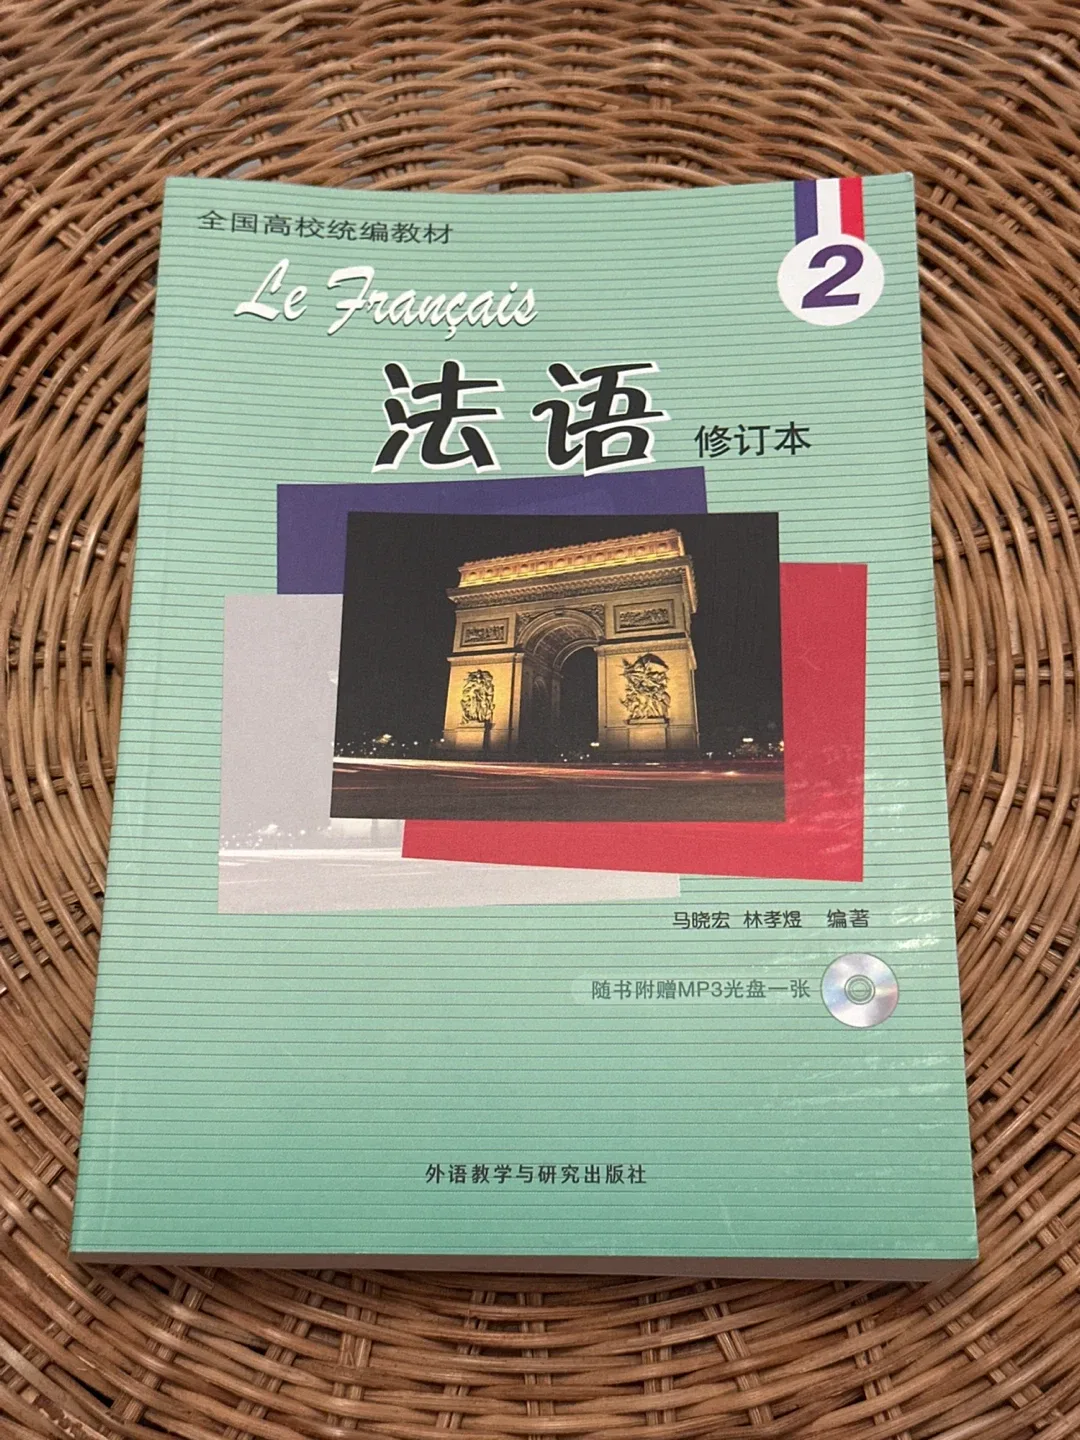 全国高校统编教材
2
Le Français
法语 修订本
马晓宏 林孝煜 编著
随书附赠MP3光盘一张
外语教学与研究出版社